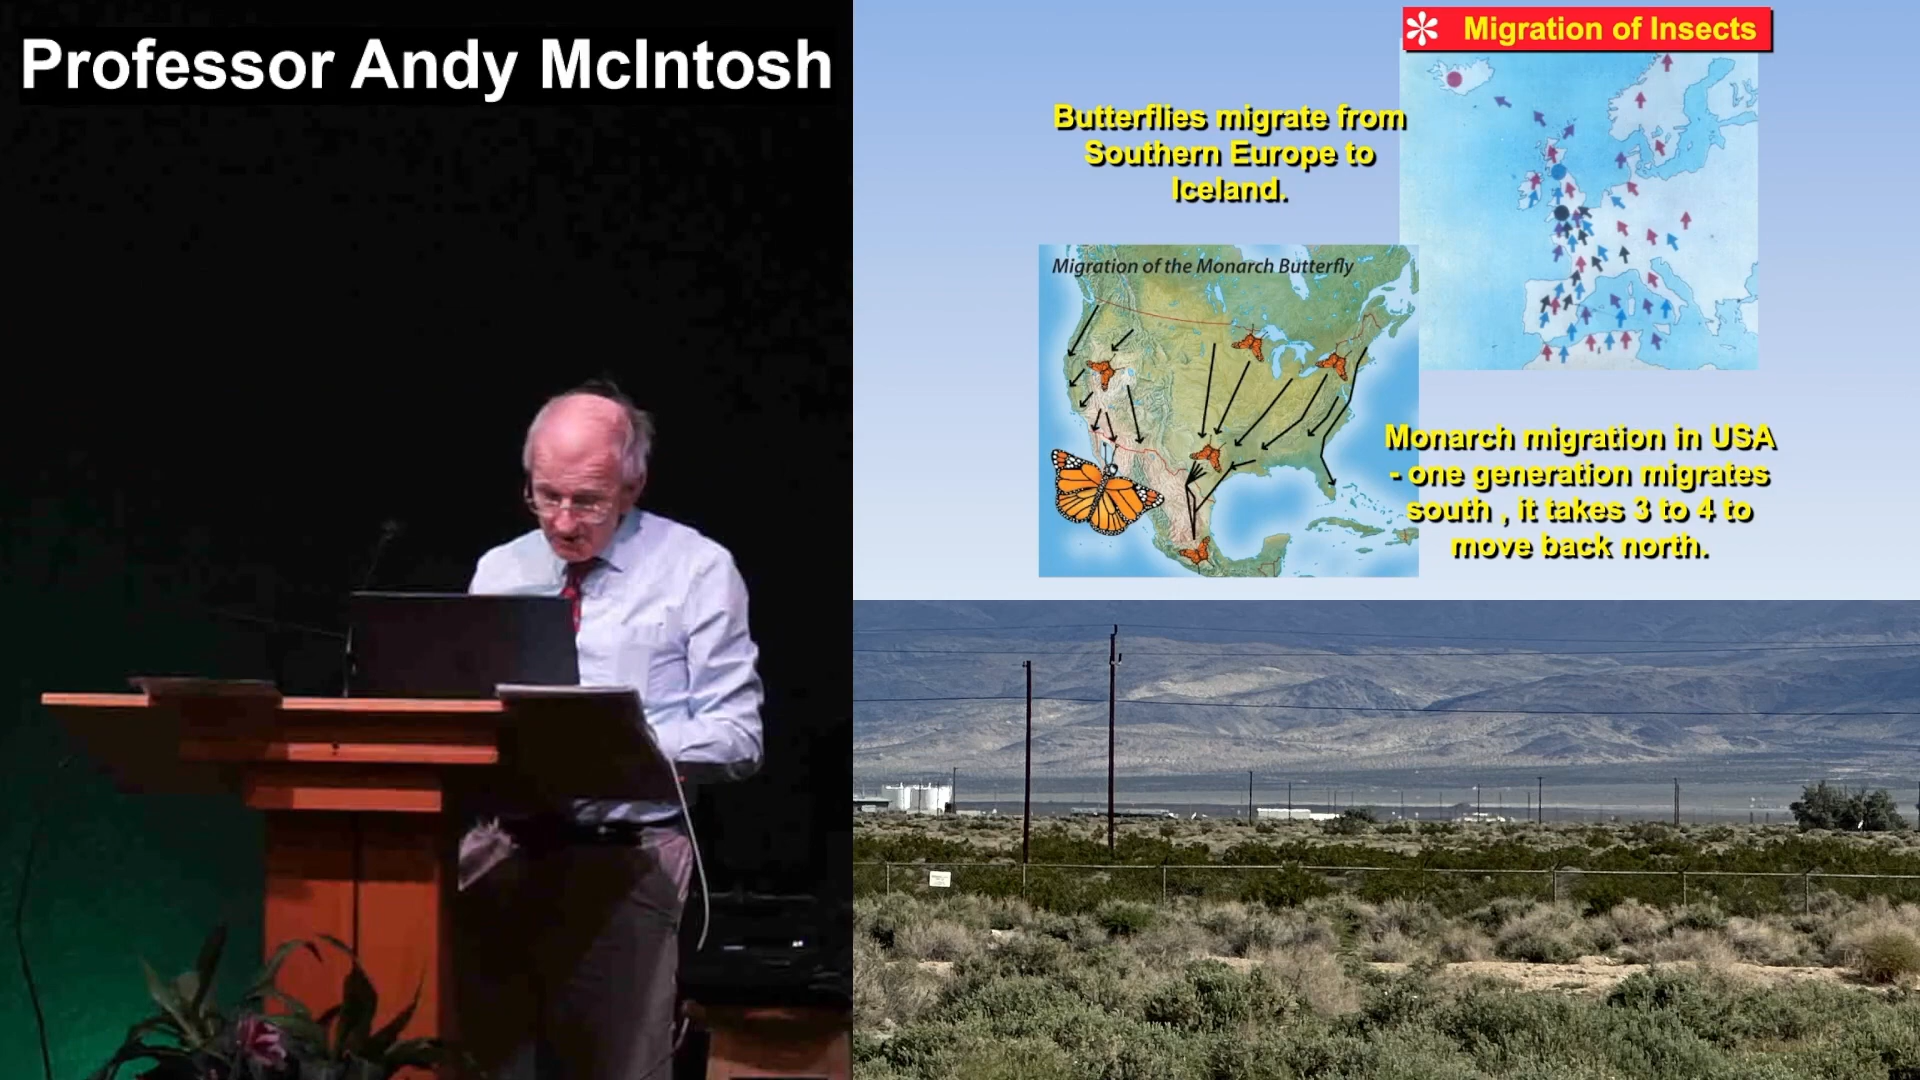 Professor Andy McIntosh
* Migration of Insects
Butterflies migrate from
Southern Europe to
Iceland.
Migration of the Monarch Butterfly
Monarch migration in USA
- one generation migrates
south , it takes 3 to 4 to
move back north.